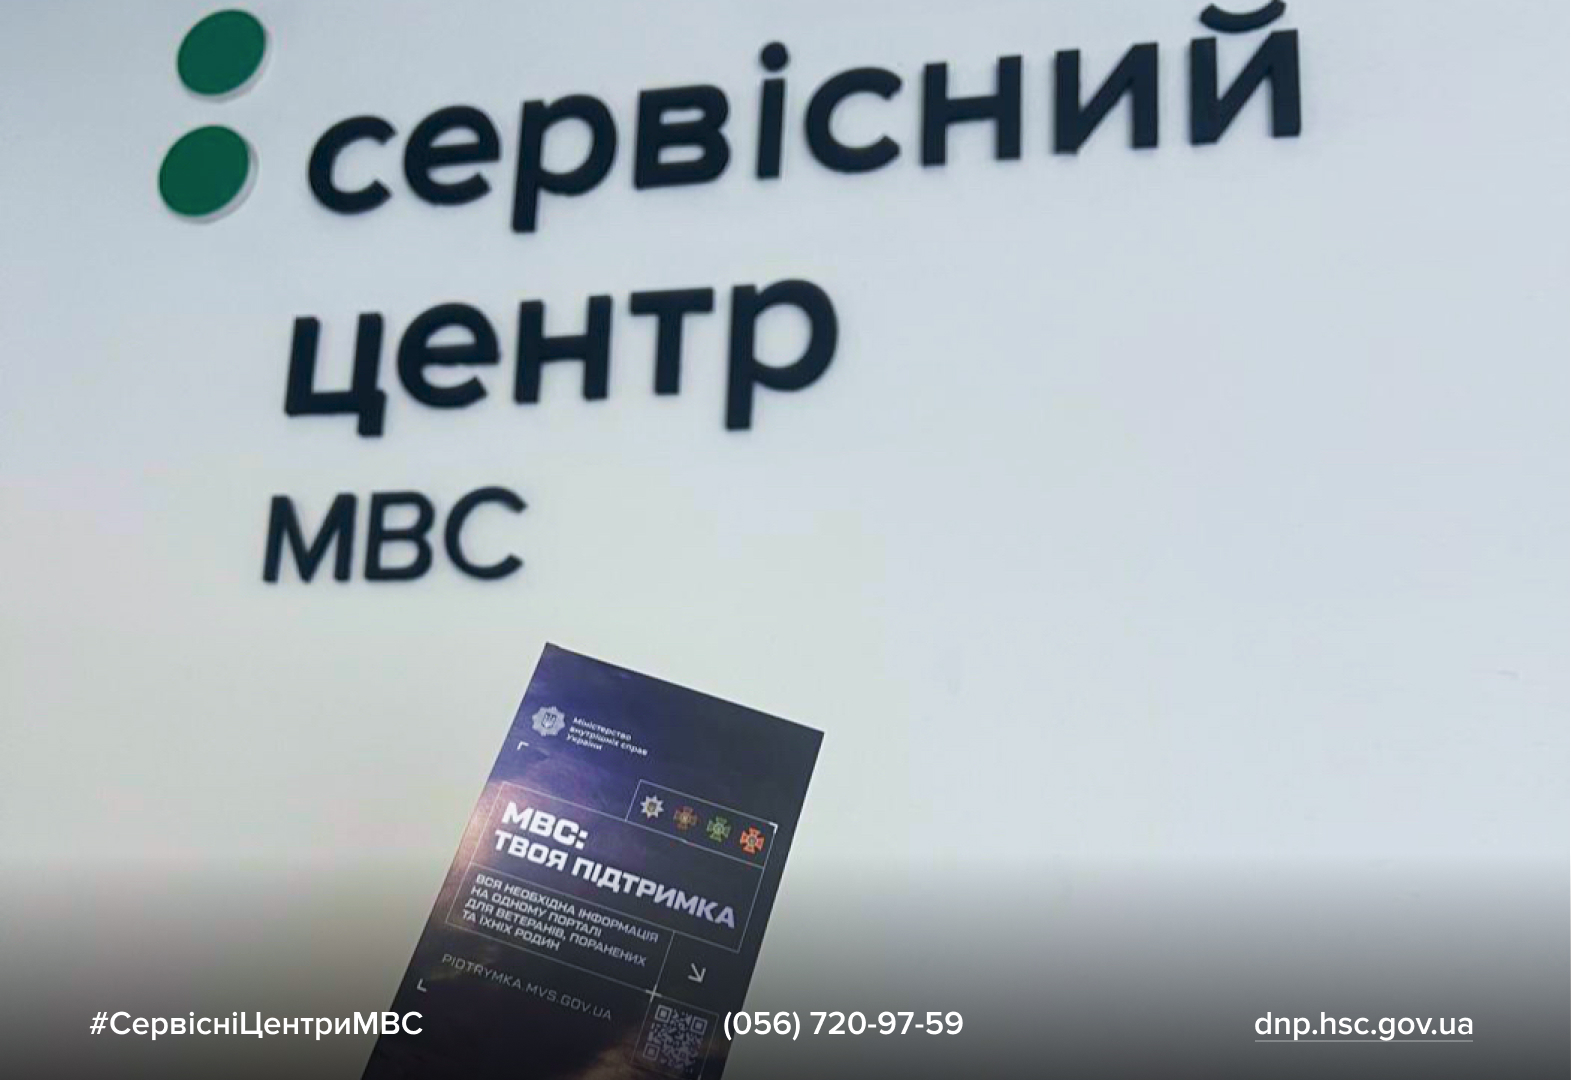 сервісний
центр
МВС
Міністерство
внутрішніх справ
України
МВС:
ТВОЯ ПІДТРИМКА
ВСЯ НЕОБХІДНА ІНФОРМАЦІЯ
НА ОДНОМУ ПОРТАЛІ
ДЛЯ ВЕТЕРАНІВ, ПОРАНЕНИХ
ТА ЇХНІХ РОДИН
PIDTRYMKA.MVS.GOV.UA
#СервісніЦентриМВС
(056) 720-97-59
dnp.hsc.gov.ua